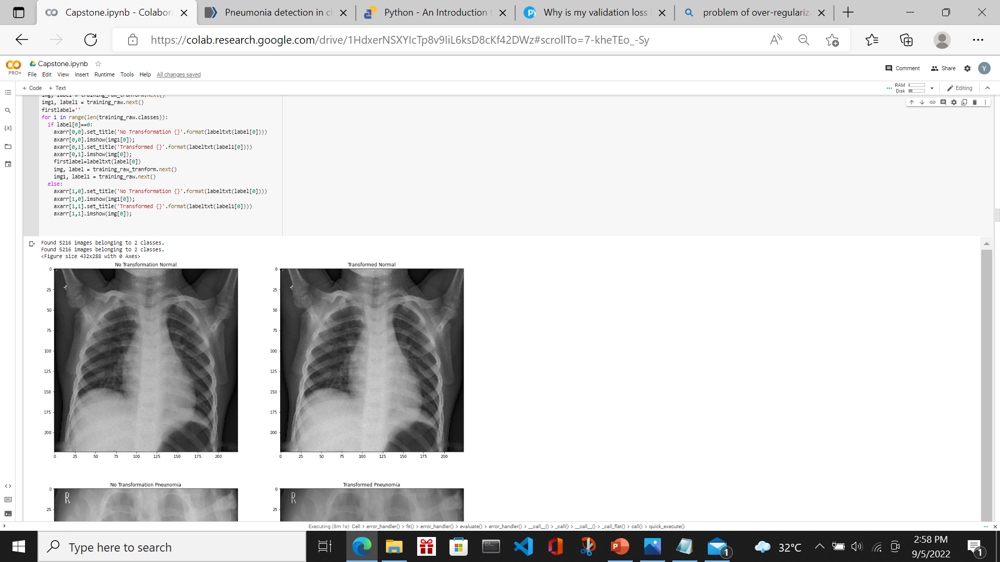 Capstone.ipynb - Colabora
Pneumonia detection in c
Python - An Introduction
Why is my validation loss
problem of over-regulariz
https://colab.research.google.com/drive/1HdxerNSXYIcTp8v9IiL6ksD8cKf42DWz#scrollTo=7-kheTEo_-Sy
PRO+
Capstone.ipynb
File Edit View Insert Runtime Tools Help All changes saved
Comment Share Y
+ Code + Text
RAM
Disk
Editing
img, label = training_raw_tranform.next()
img1, label1 = training_raw.next()
firstlabel=''
for i in range(len(training_raw.classes)):
if label[0]==0:
axarr[0,0].set_title('No Transformation {}'.format(labeltxt(label[0])))
axarr[0,0].imshow(img1[0]);
axarr[0,1].set_title('Transformed {}'.format(labeltxt(label1[0])))
axarr[0,1].imshow(img[0]);
firstlabel=labeltxt(label[0])
img, label = training_raw_tranform.next()
img1, label1 = training_raw.next()
else:
axarr[1,0].set_title('No Transformation {}'.format(labeltxt(label[0])))
axarr[1,0].imshow(img1[0]);
axarr[1,1].set_title('Transformed {}'.format(labeltxt(label1[0])))
axarr[1,1].imshow(img[0]);
Found 5216 images belonging to 2 classes.
Found 5216 images belonging to 2 classes.
<Figure size 432x288 with 0 Axes>
No Transformation Normal
0
25
50
75
100
125
150
175
200
0 25 50 75 100 125 150 175 200
Transformed Normal
0
25
50
75
100
125
150
175
200
0 25 50 75 100 125 150 175 200
No Transformation Pneunomia
0
25
R
Transformed Pneunomia
0
25
R
Executing (8m 1s) Cell > error_handler() > fit() > error_handler() > evaluate() > error_handler() > __call__() > _call() > __call__() > _call_flat() > call() > quick_execute()
Type here to search
1
32°C
2:58 PM
9/5/2022
1